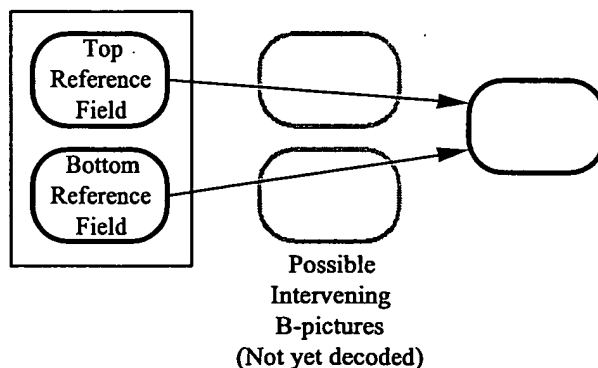 Top
Reference
Field
Bottom
Reference
Field
Possible
Intervening
B-pictures
(Not yet decoded)